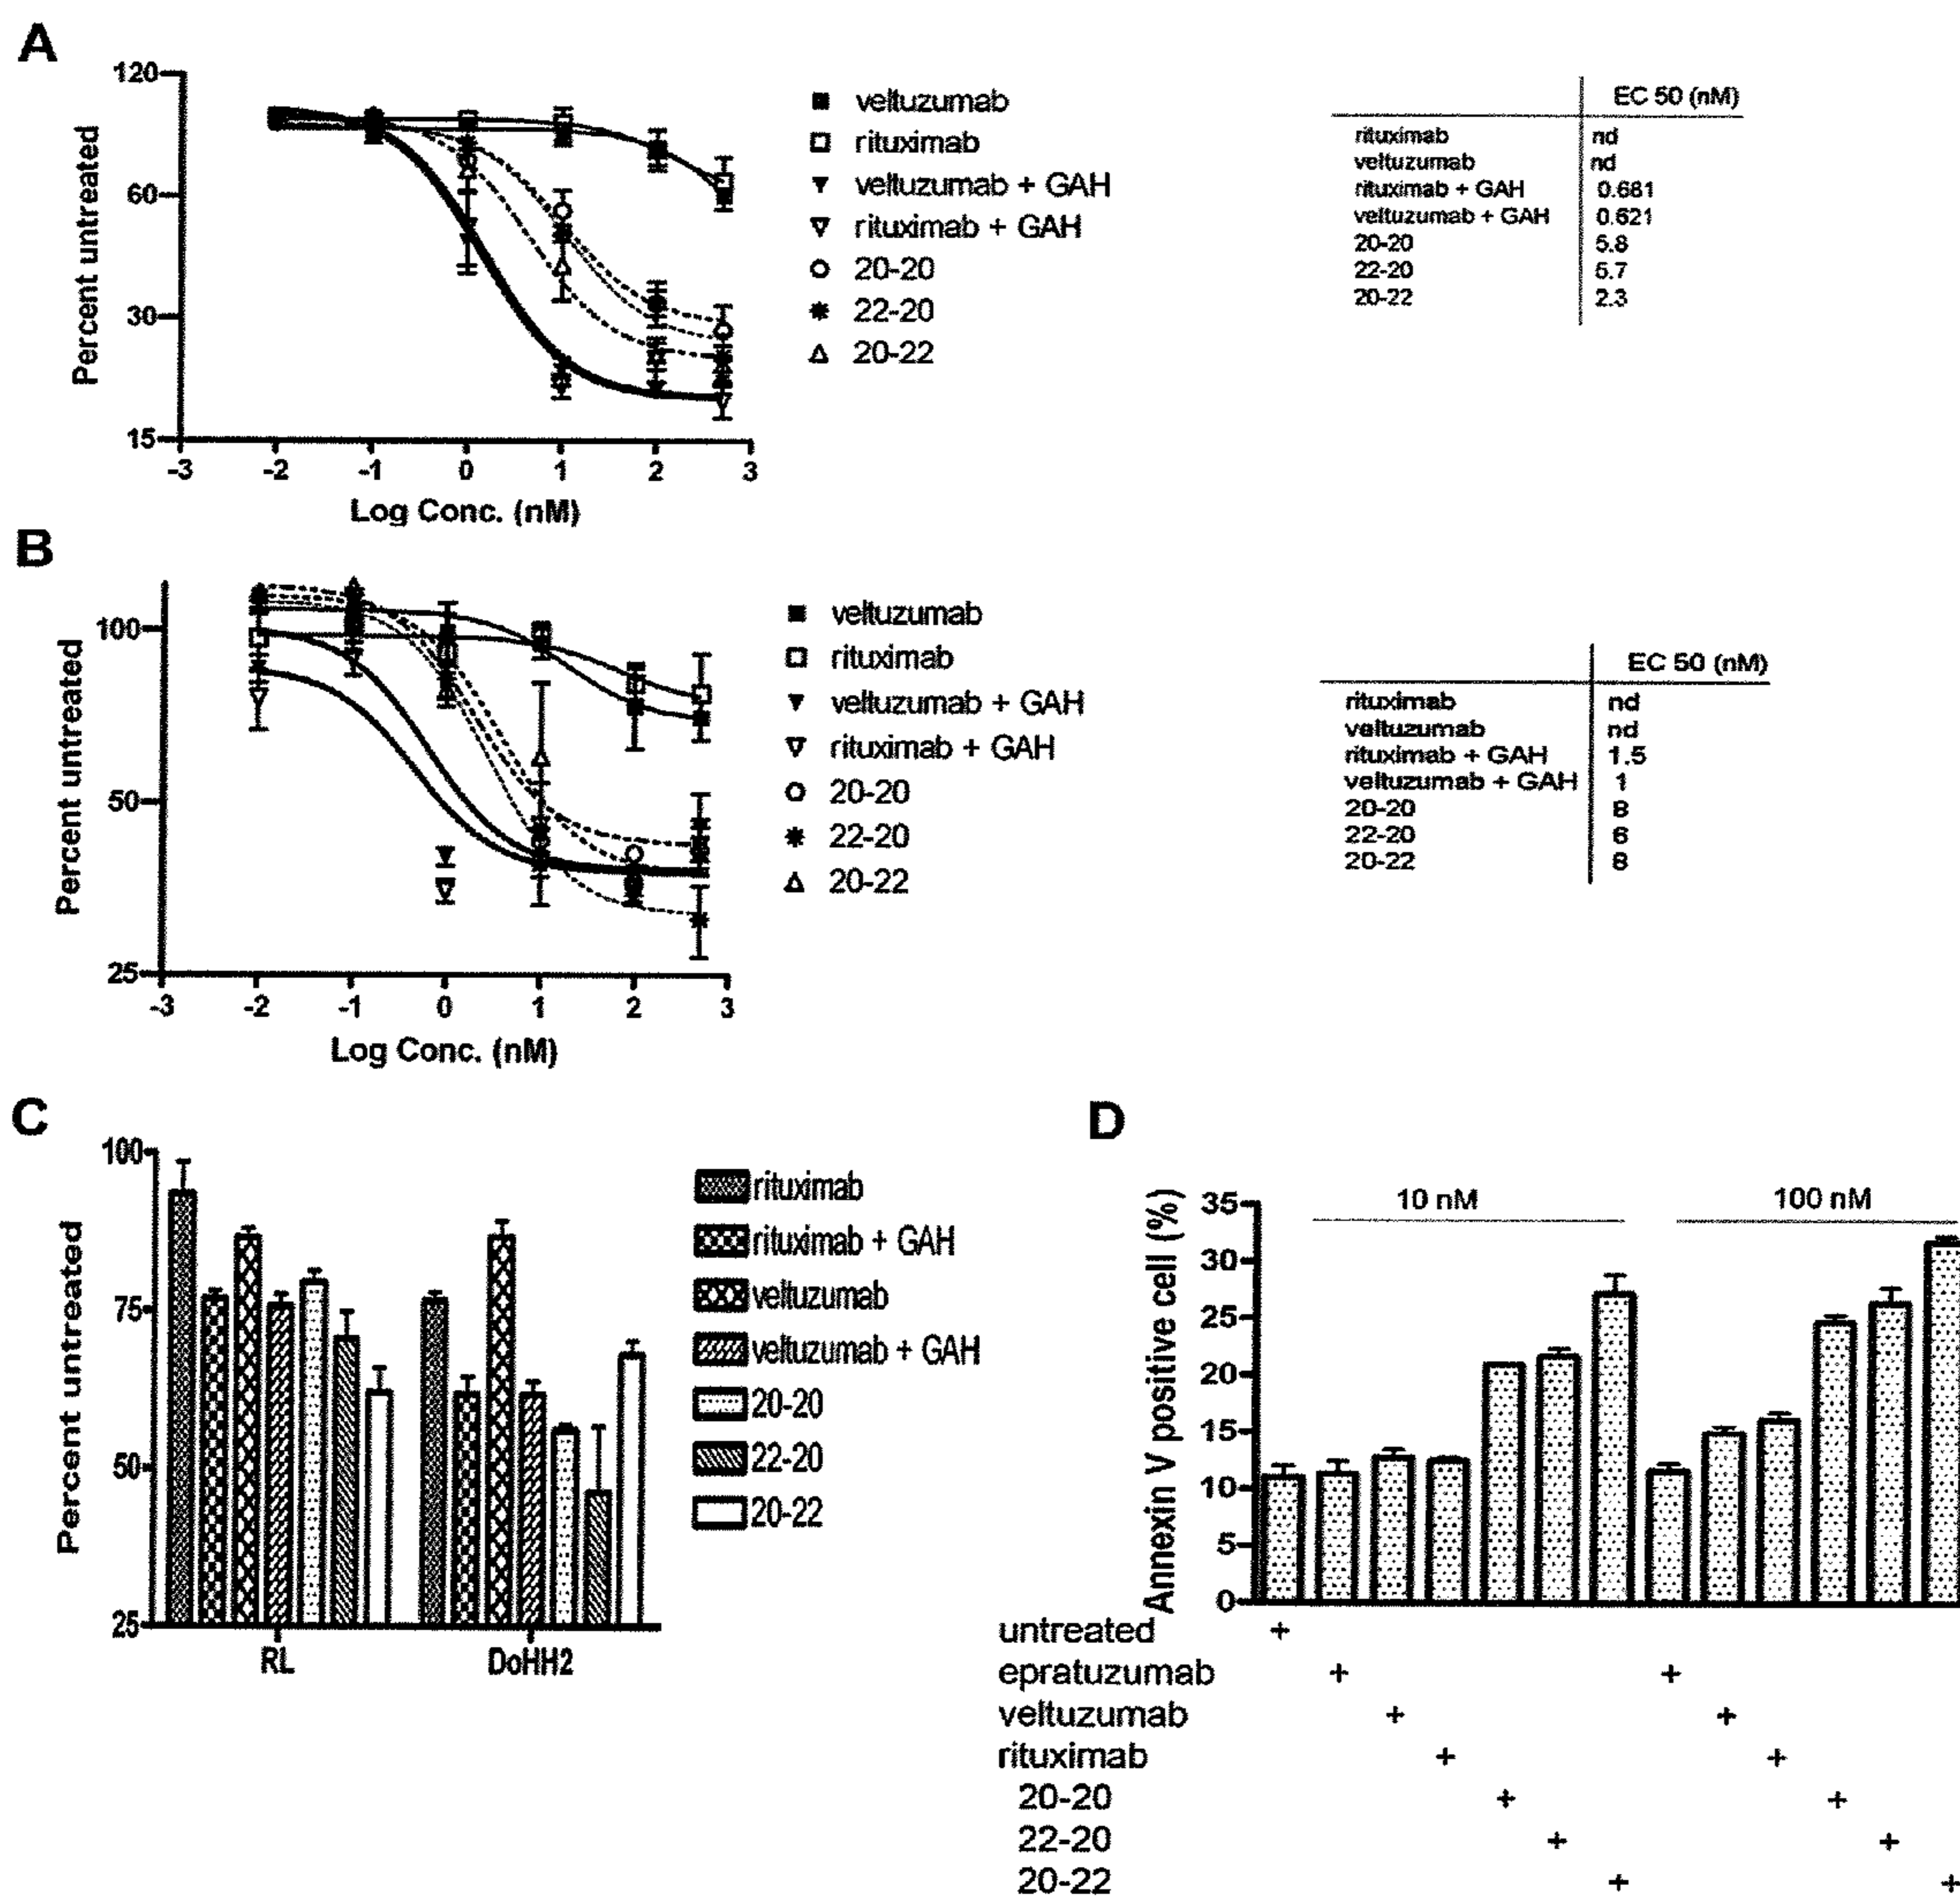 A
120
60
30
15
Percent untreated
-3 -2 -1 0 1 2 3
Log Conc. (nM)
veltuzumab
rituximab
veltuzumab + GAH
rituximab + GAH
20-20
22-20
20-22
EC 50 (nM)
rituximab nd
veltuzumab nd
rituximab + GAH 0.681
veltuzumab + GAH 0.621
20-20 5.8
22-20 5.7
20-22 2.3
B
100
50
25
Percent untreated
-3 -2 -1 0 1 2 3
Log Conc. (nM)
veltuzumab
rituximab
veltuzumab + GAH
rituximab + GAH
20-20
22-20
20-22
EC 50 (nM)
rituximab nd
veltuzumab nd
rituximab + GAH 1.5
veltuzumab + GAH 1
20-20 8
22-20 6
20-22 8
C
100
75
50
25
Percent untreated
RL DoHH2
rituximab
rituximab + GAH
veltuzumab
veltuzumab + GAH
20-20
22-20
20-22
D
Annexin V positive cell (%)
35
30
25
20
15
10
5
0
10 nM 100 nM
untreated +
epratuzumab + +
veltuzumab + +
rituximab + +
20-20 + +
22-20 + +
20-22 + +